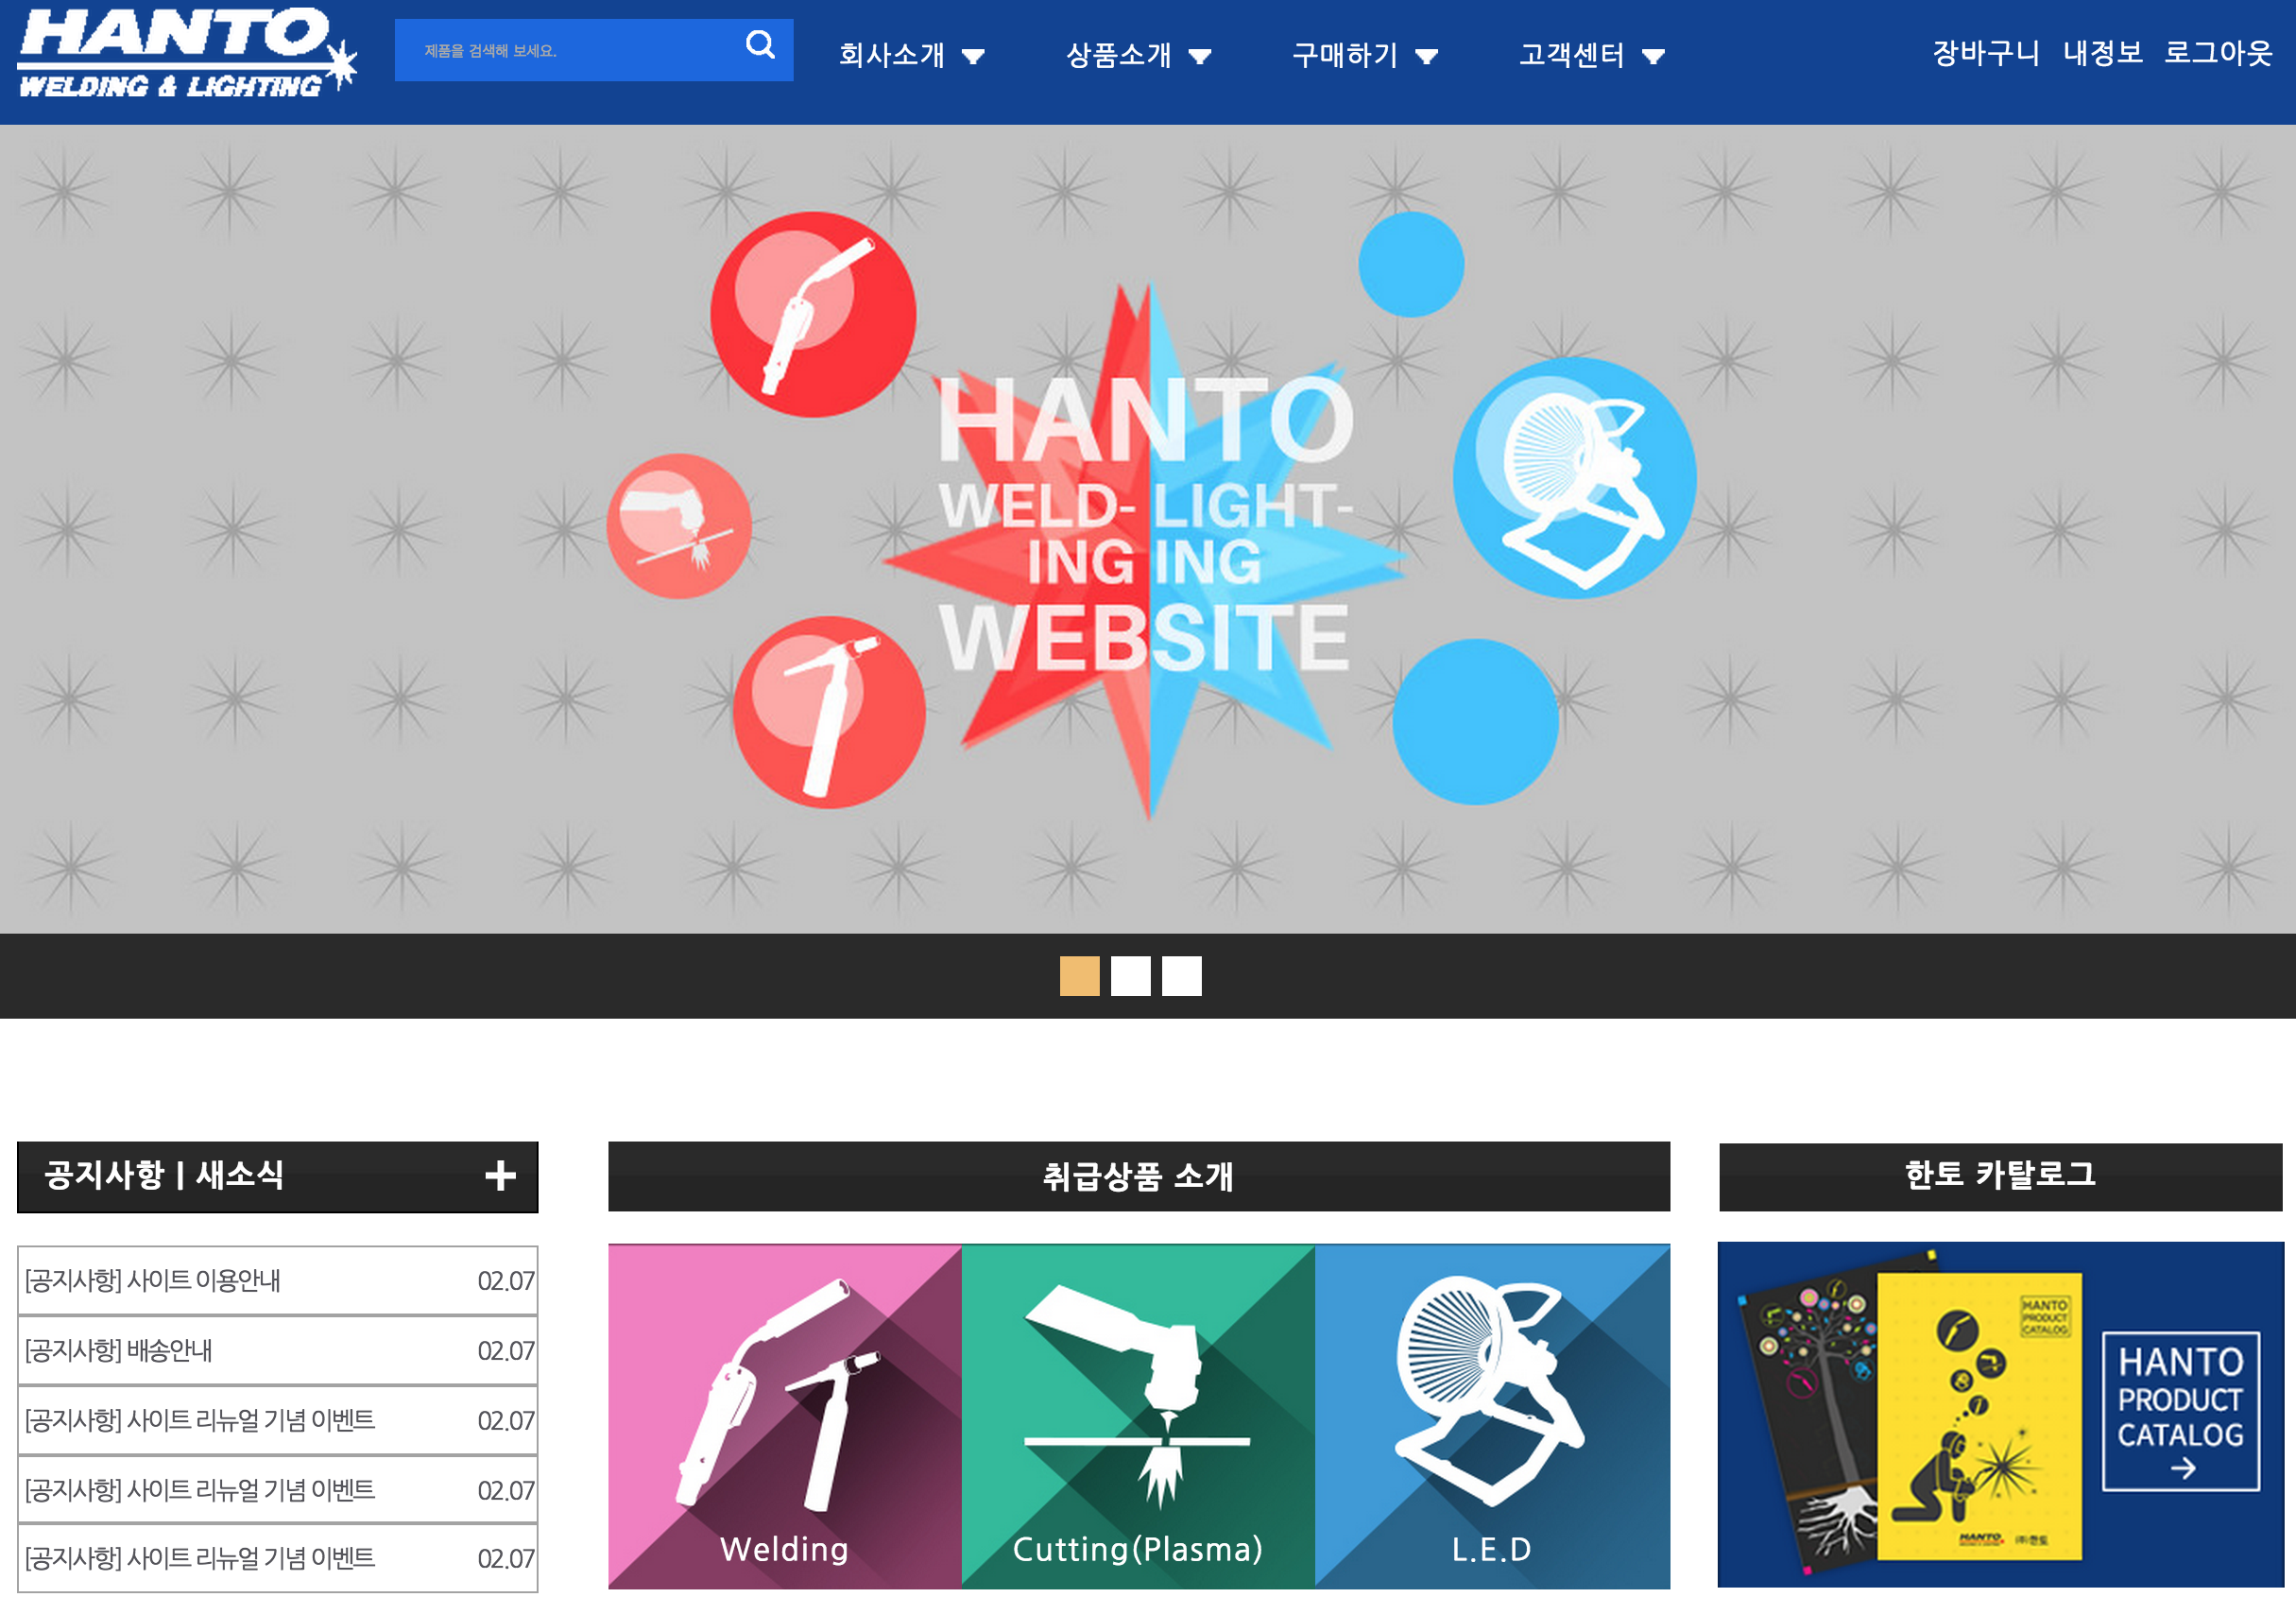 HANTO
WELDING & LIGHTING
제품을 검색해 보세요.
회사소개
상품소개
구매하기
고객센터
장바구니 내정보 로그아웃
HANTO
WELD- LIGHT-
ING ING
WEBSITE
공지사항 | 새소식
[공지사항] 사이트 이용안내 02.07
[공지사항] 배송안내 02.07
[공지사항] 사이트 리뉴얼 기념 이벤트 02.07
[공지사항] 사이트 리뉴얼 기념 이벤트 02.07
[공지사항] 사이트 리뉴얼 기념 이벤트 02.07
취급상품 소개
Welding
Cutting(Plasma)
L.E.D
한토 카탈로그
HANTO
PRODUCT
CATALOG
HANTO
(주)한토
HANTO
PRODUCT
CATALOG